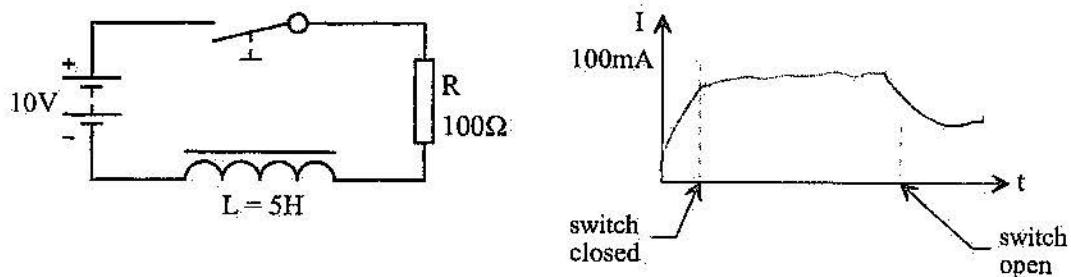 +
10V
-
R
100Ω
L = 5H
I
100mA
t
switch
closed
switch
open